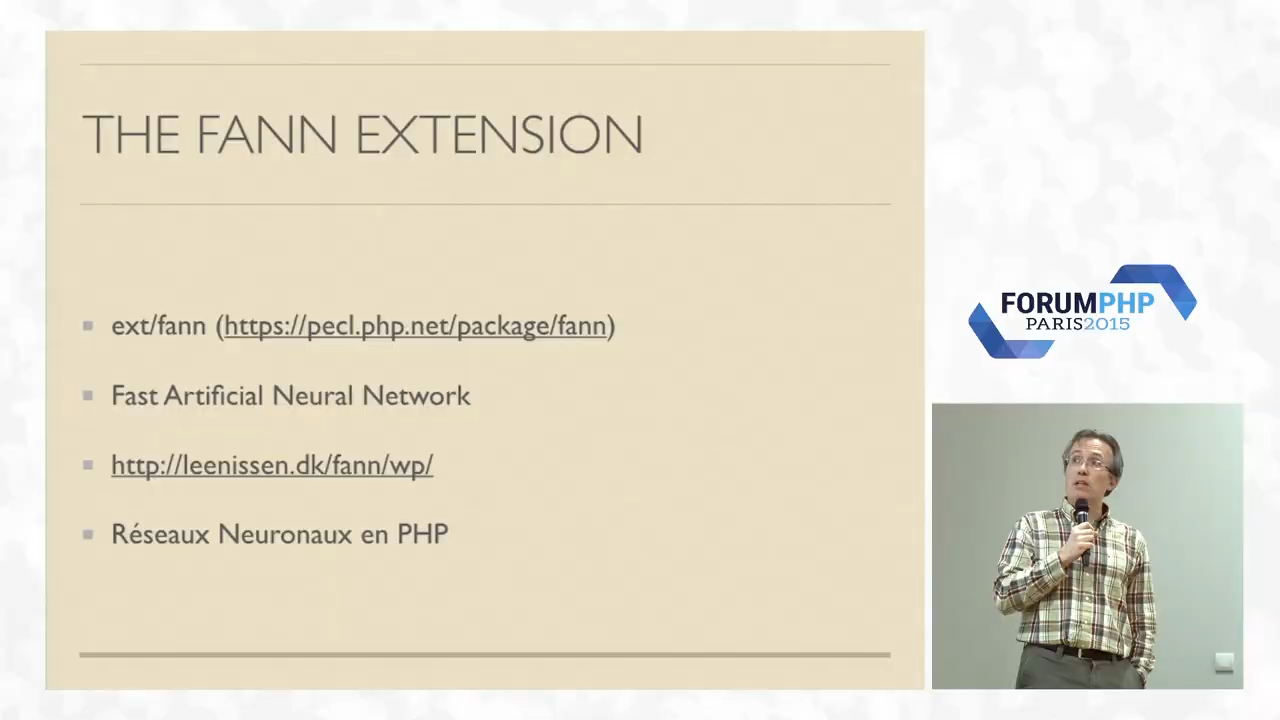 THE FANN EXTENSION
ext/fann (https://pecl.php.net/package/fann)
Fast Artificial Neural Network
http://leenissen.dk/fann/wp/
Réseaux Neuronaux en PHP
FORUMPHP
PARIS2015